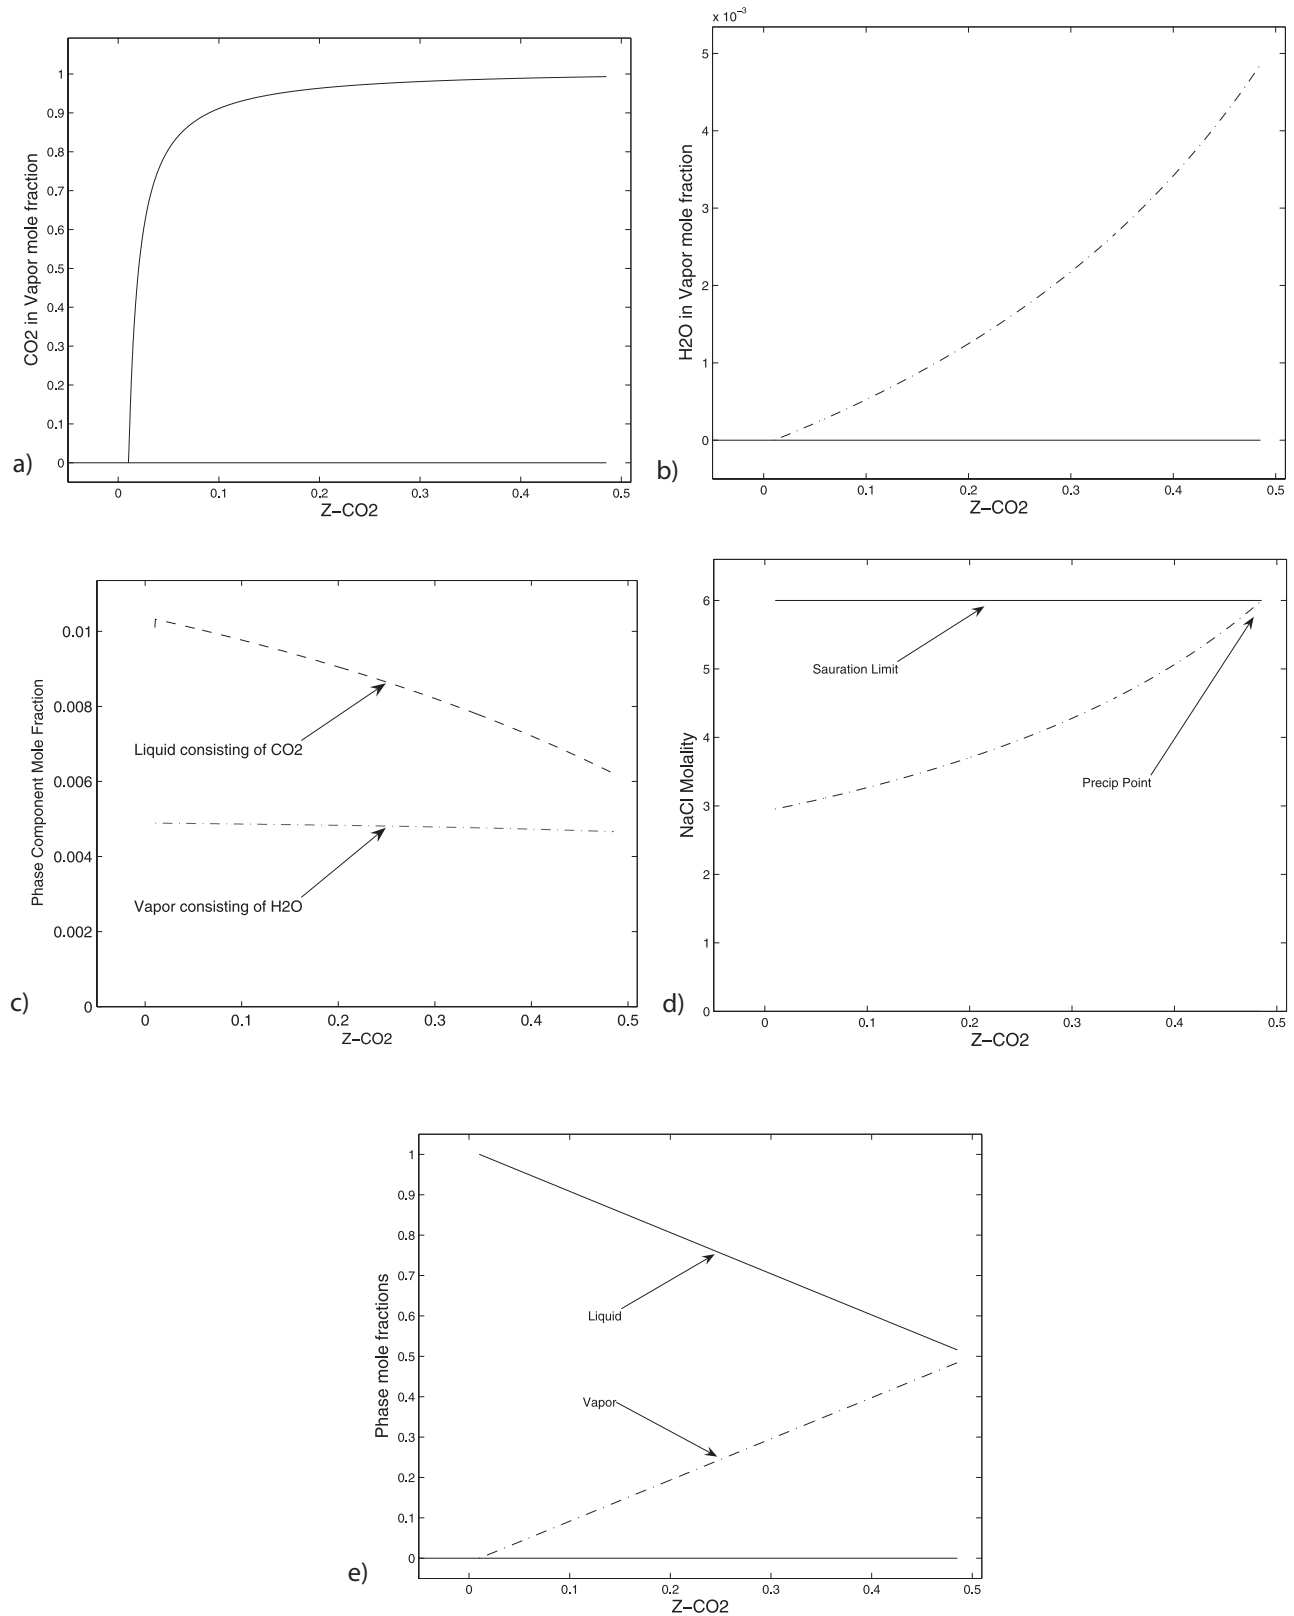 CO2 in Vapor mole fraction
1
0.9
0.8
0.7
0.6
0.5
0.4
0.3
0.2
0.1
0
a)
0 0.1 0.2 0.3 0.4 0.5
Z-CO2
x 10⁻³
H2O in Vapor mole fraction
5
4
3
2
1
0
b)
0 0.1 0.2 0.3 0.4 0.5
Z-CO2
Phase Component Mole Fraction
0.01
0.008
0.006
0.004
0.002
0
Liquid consisting of CO2
Vapor consisting of H2O
c)
0 0.1 0.2 0.3 0.4 0.5
Z-CO2
NaCl Molality
6
5
4
3
2
1
0
Sauration Limit
Precip Point
d)
0 0.1 0.2 0.3 0.4 0.5
Z-CO2
Phase mole fractions
1
0.9
0.8
0.7
0.6
0.5
0.4
0.3
0.2
0.1
0
Liquid
Vapor
e)
0 0.1 0.2 0.3 0.4 0.5
Z-CO2